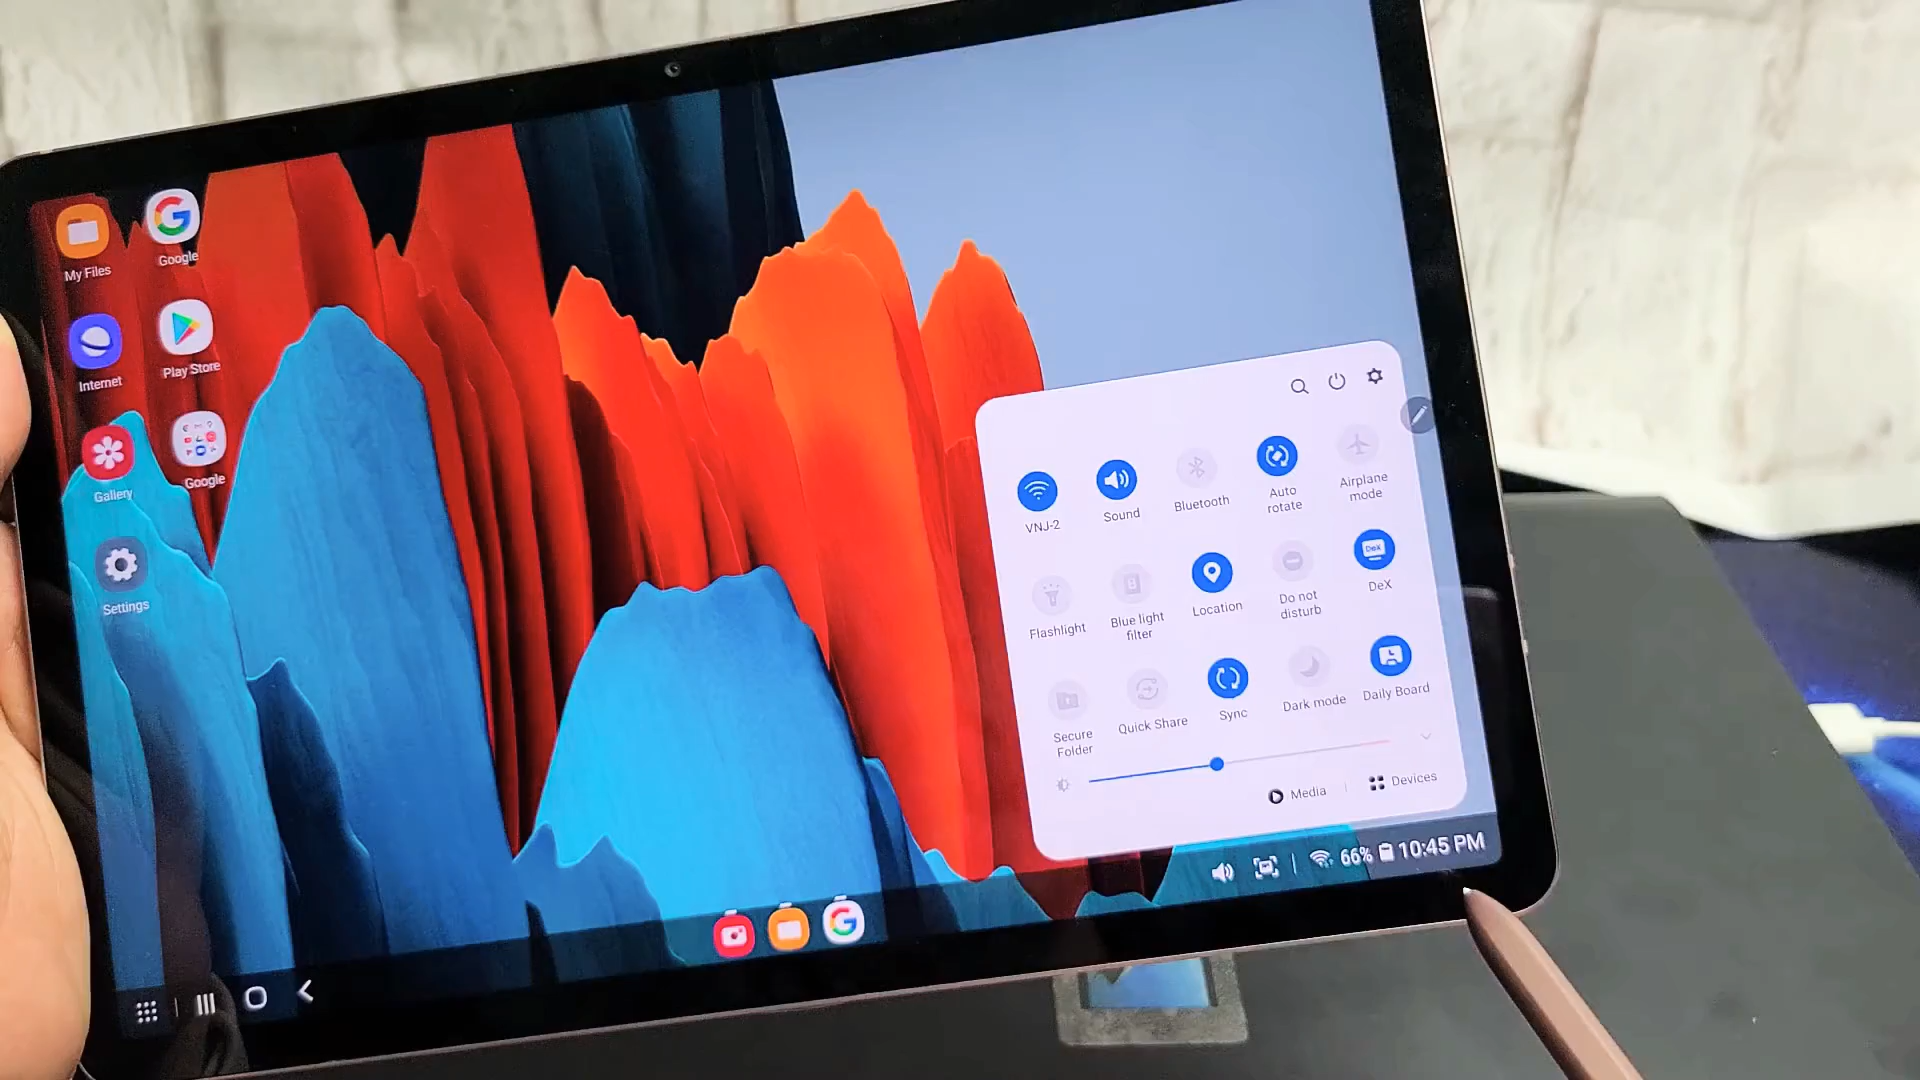 My Files
Google
Internet
Play Store
Gallery
Google
Settings
VNJ-2
Sound
Bluetooth
Auto
rotate
Airplane
mode
Flashlight
Blue light
filter
Location
Do not
disturb
DeX
DeX
Secure
Folder
Quick Share
Sync
Dark mode
Daily Board
Media
Devices
66%
10:45 PM